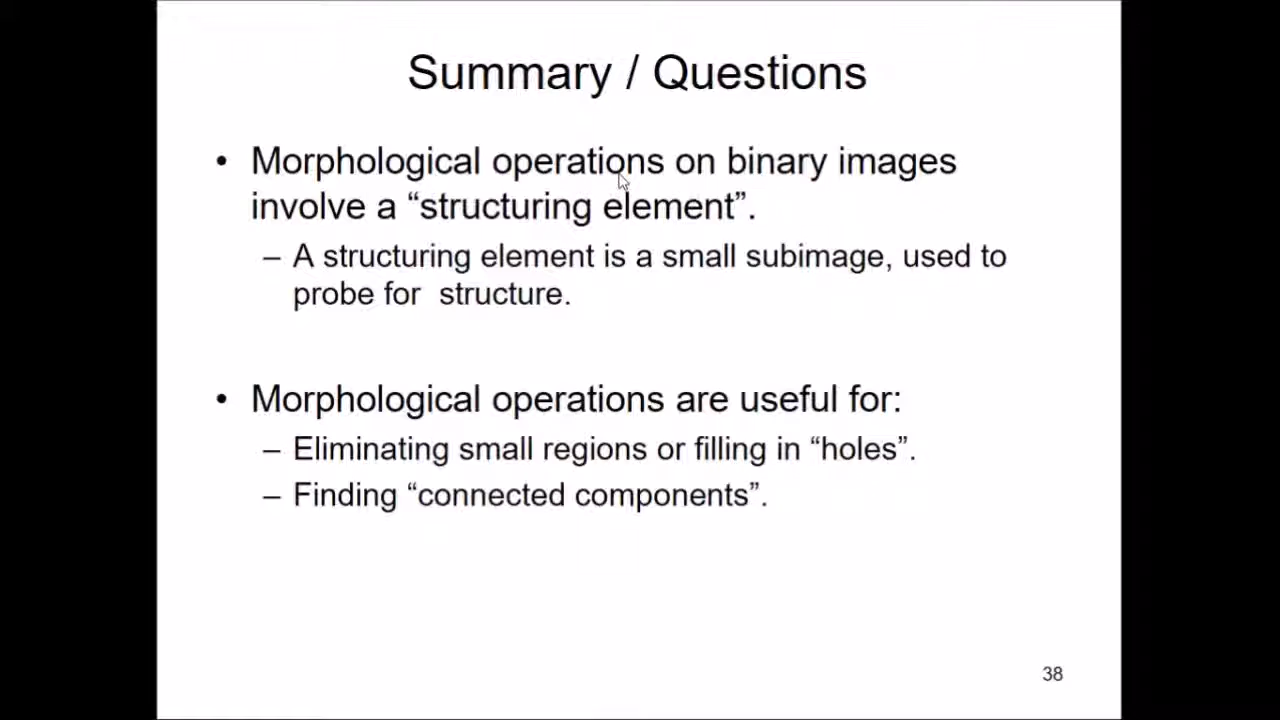 Summary / Questions
• Morphological operations on binary images
involve a “structuring element”.
– A structuring element is a small subimage, used to
probe for  structure.
• Morphological operations are useful for:
– Eliminating small regions or filling in “holes”.
– Finding “connected components”.
38